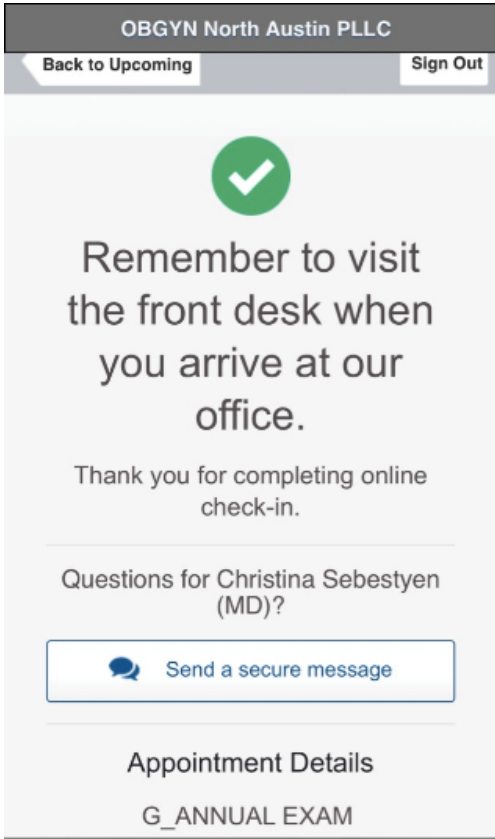 OBGYN North Austin PLLC
Back to Upcoming
Sign Out
Remember to visit
the front desk when
you arrive at our
office.
Thank you for completing online
check-in.
Questions for Christina Sebestyen
(MD)?
Send a secure message
Appointment Details
G_ANNUAL EXAM